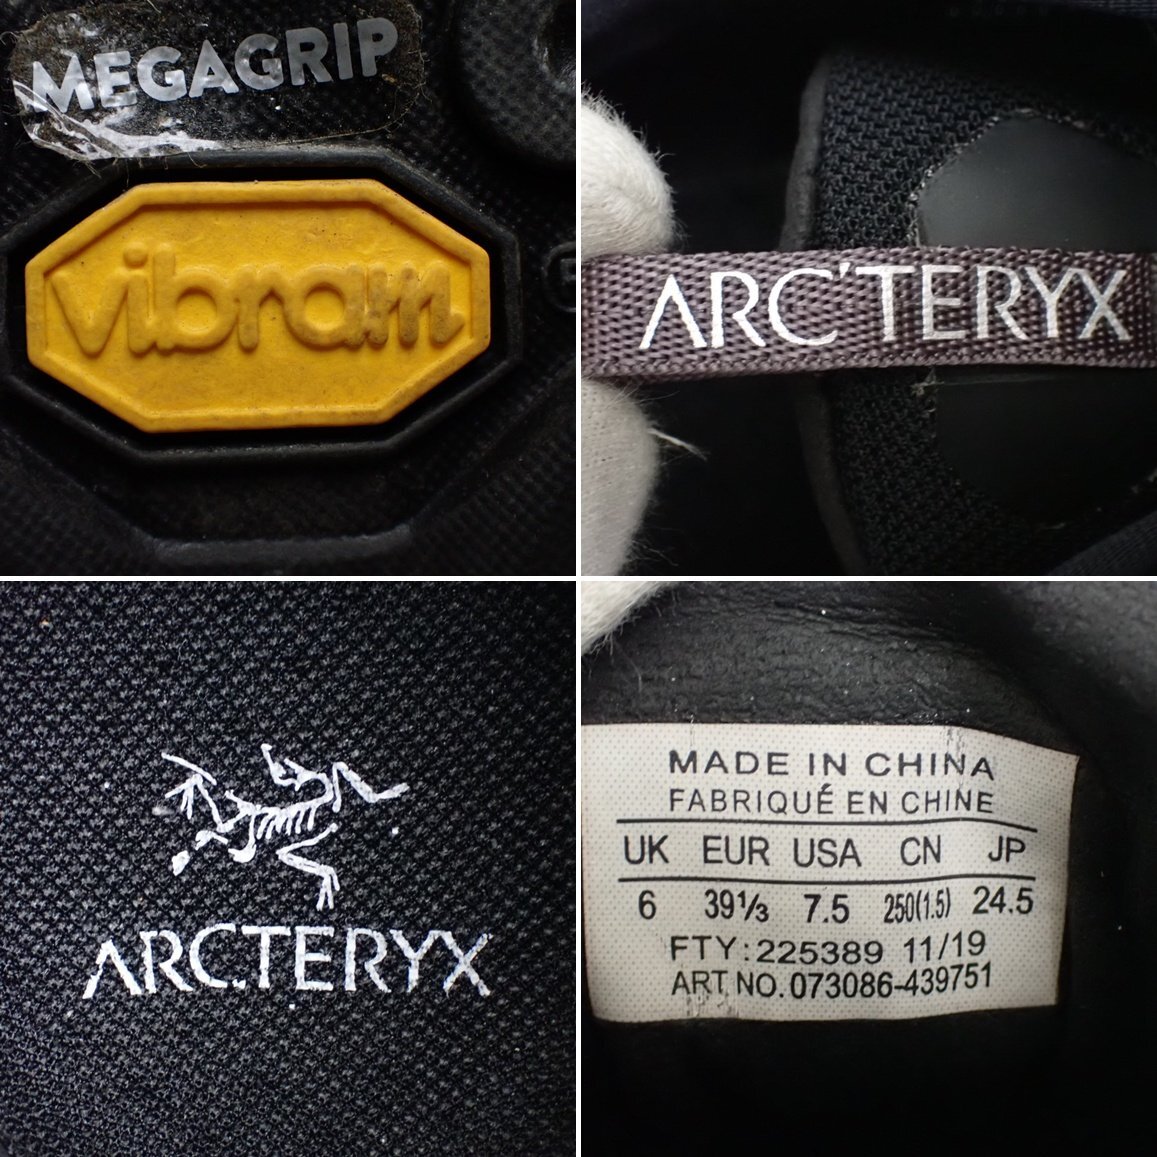 MEGAGRIP
vibram
ARC'TERYX
ARC'TERYX
MADE IN CHINA
FABRIQUÉ EN CHINE
UK EUR USA CN JP
6 39⅓ 7.5 250(1.5) 24.5
FTY:225389 11/19
ART NO. 073086-439751